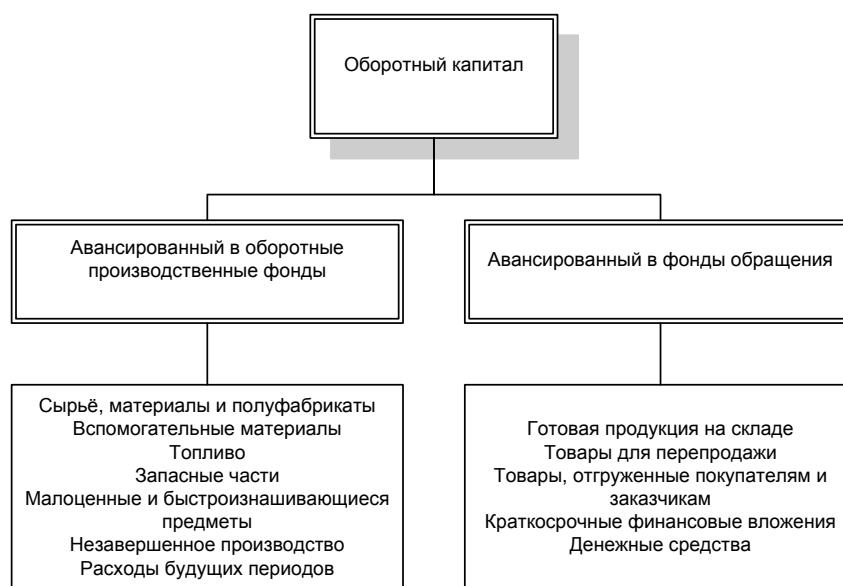 Оборотный капитал
Авансированный в оборотные
производственные фонды
Авансированный в фонды обращения
Сырьё, материалы и полуфабрикаты
Вспомогательные материалы
Топливо
Запасные части
Малоценные и быстроизнашивающиеся
предметы
Незавершенное производство
Расходы будущих периодов
Готовая продукция на складе
Товары для перепродажи
Товары, отгруженные покупателям и
заказчикам
Краткосрочные финансовые вложения
Денежные средства